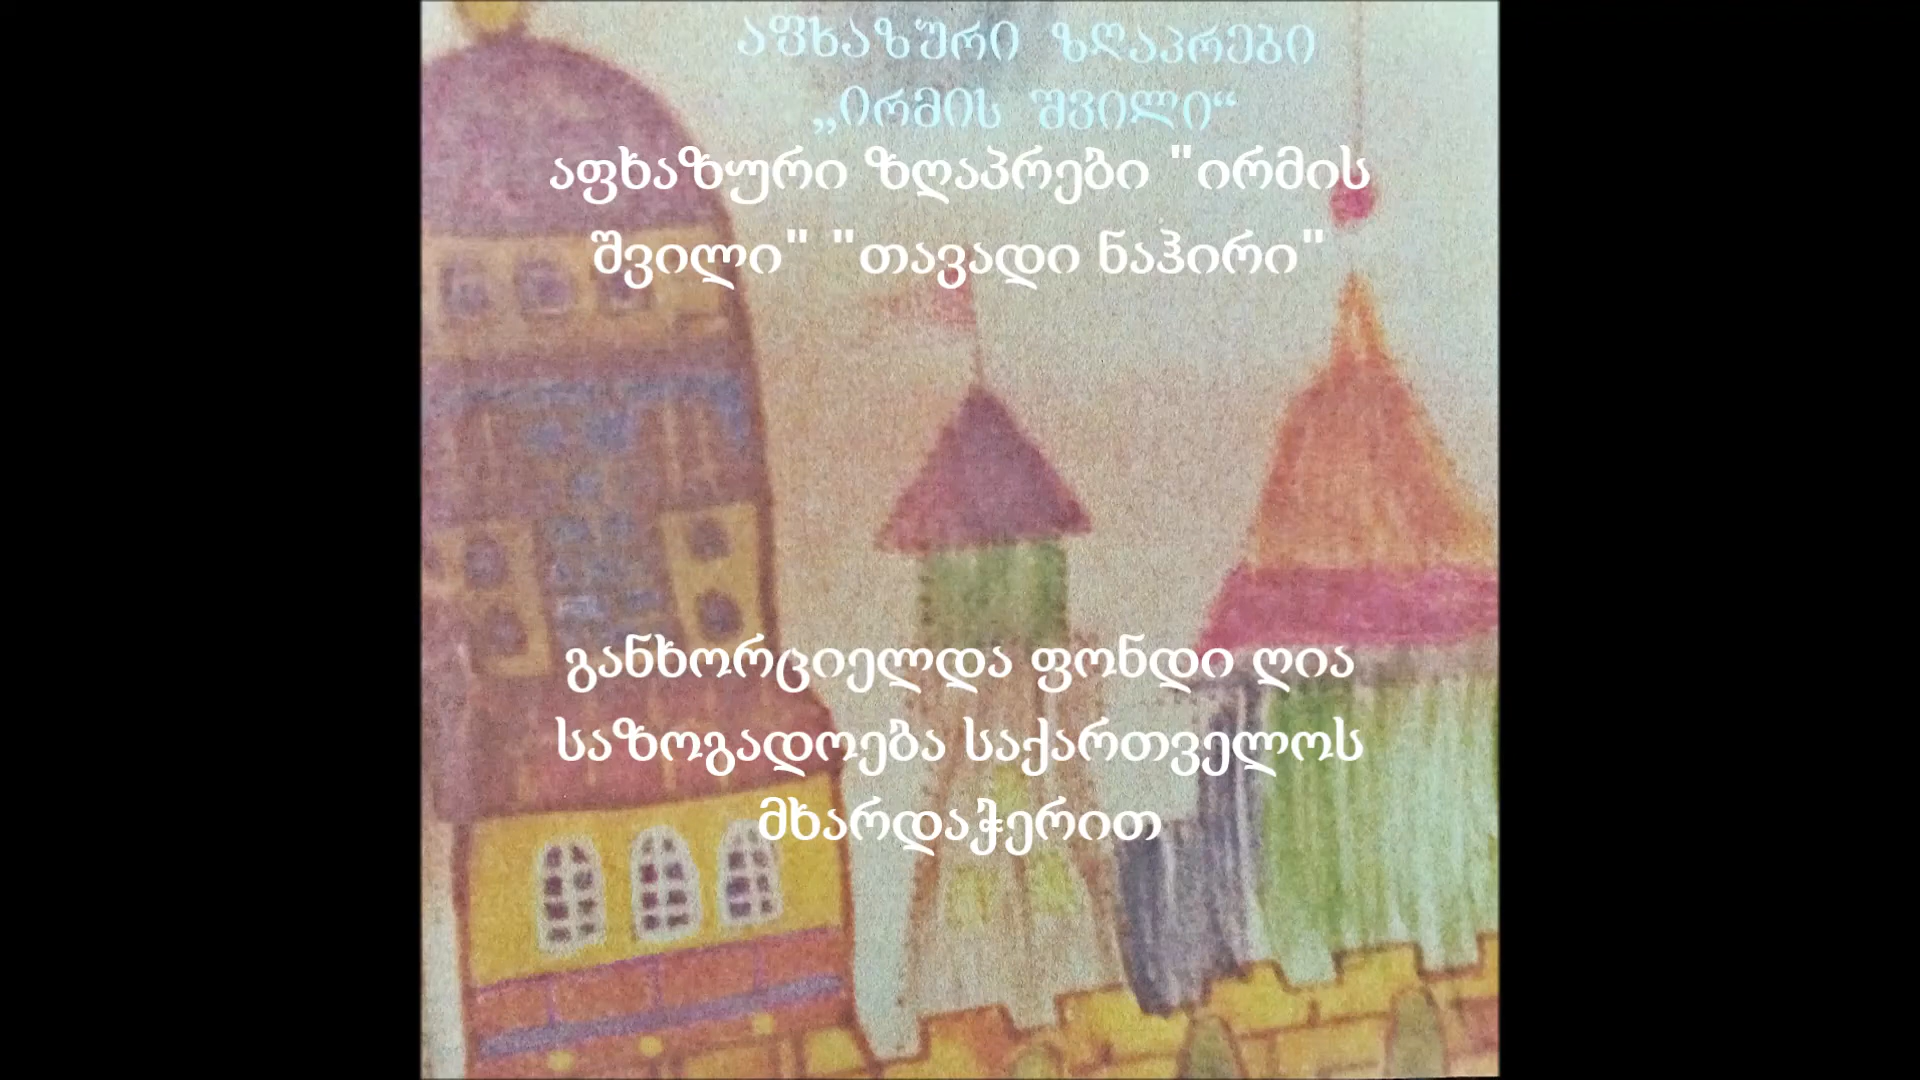 აფხაზური ზღაპრები
„ირმის შვილი“
აფხაზური ზღაპრები "ირმის
შვილი" "თავადი ნაჰირი"
განხორციელდა ფონდი ღია
საზოგადოება საქართველოს
მხარდაჭერით